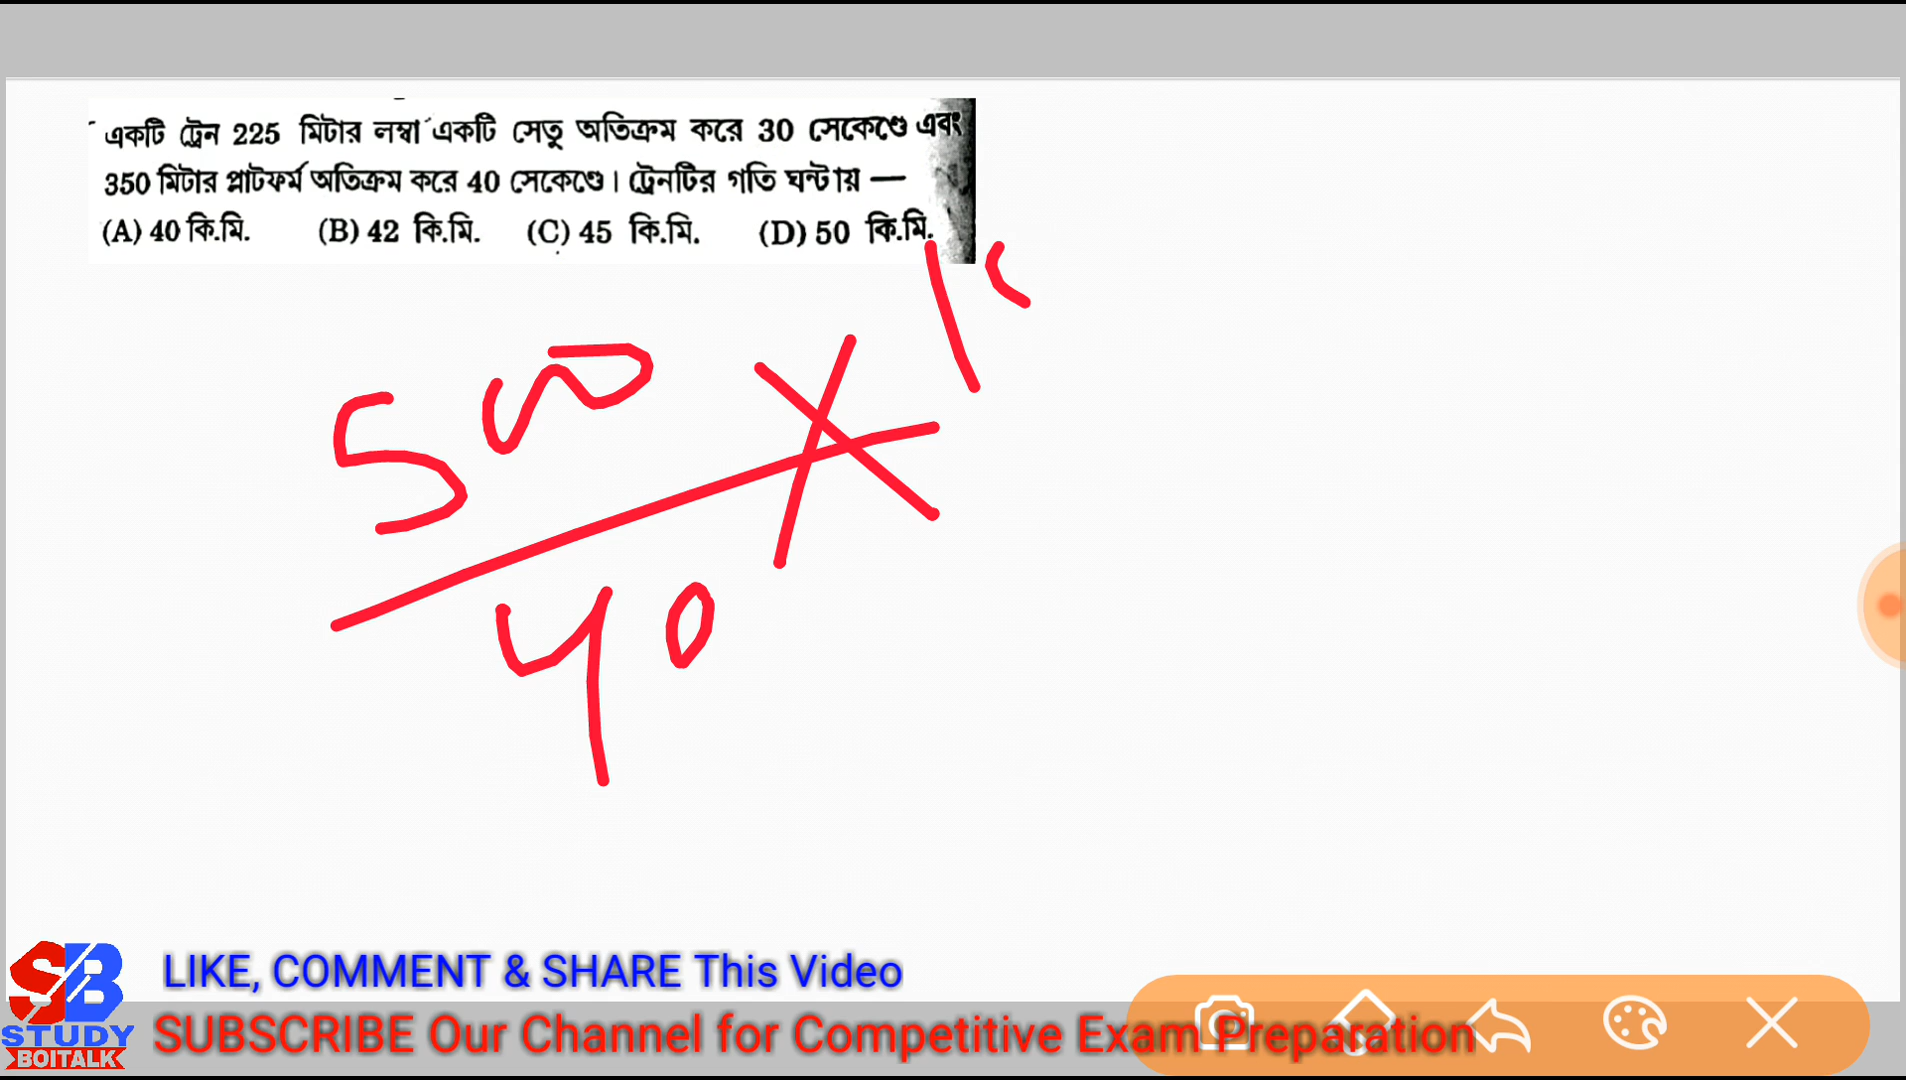 একটি ট্রেন 225 মিটার লম্বা একটি সেতু অতিক্রম করে 30 সেকেণ্ডে এবং
350 মিটার প্লাটফর্ম অতিক্রম করে 40 সেকেণ্ডে। ট্রেনটির গতি ঘন্টায় —
(A) 40 কি.মি. (B) 42 কি.মি. (C) 45 কি.মি. (D) 50 কি.মি.
500 X 1
40
LIKE, COMMENT & SHARE This Video
SB
STUDY
BOITALK
SUBSCRIBE Our Channel for Competitive Exam Preparation